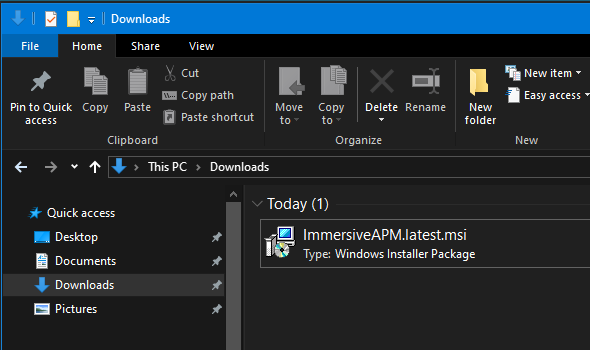 Downloads
File Home Share View
Pin to Quick access
Copy
Paste
Cut
Copy path
Paste shortcut
Clipboard
Move to
Copy to
Delete
Rename
Organize
New folder
New item
Easy access
New
This PC Downloads
Quick access
Desktop
Documents
Downloads
Pictures
Today (1)
ImmersiveAPM.latest.msi
Type: Windows Installer Package